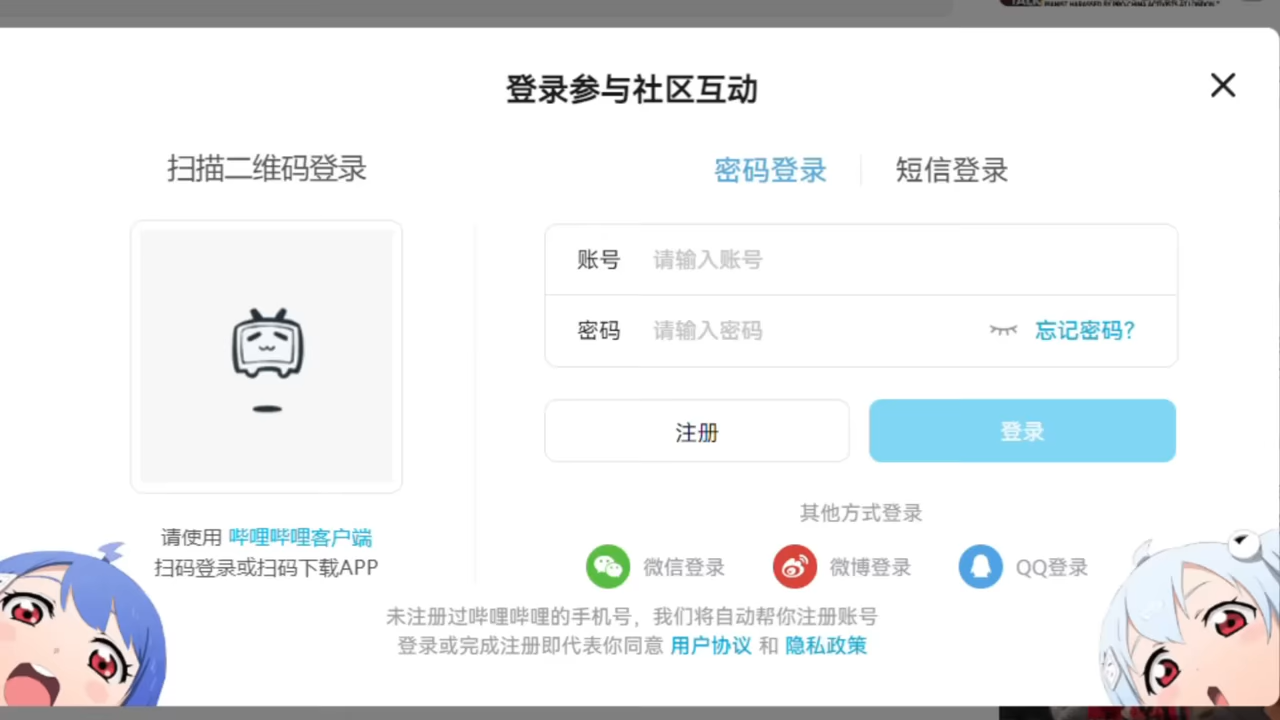 登录参与社区互动
扫描二维码登录
密码登录
短信登录
账号 请输入账号
密码 请输入密码 忘记密码?
注册
登录
其他方式登录
微信登录
微博登录
QQ登录
请使用 哔哩哔哩客户端
扫码登录或扫码下载APP
未注册过哔哩哔哩的手机号，我们将自动帮你注册账号
登录或完成注册即代表你同意 用户协议 和 隐私政策